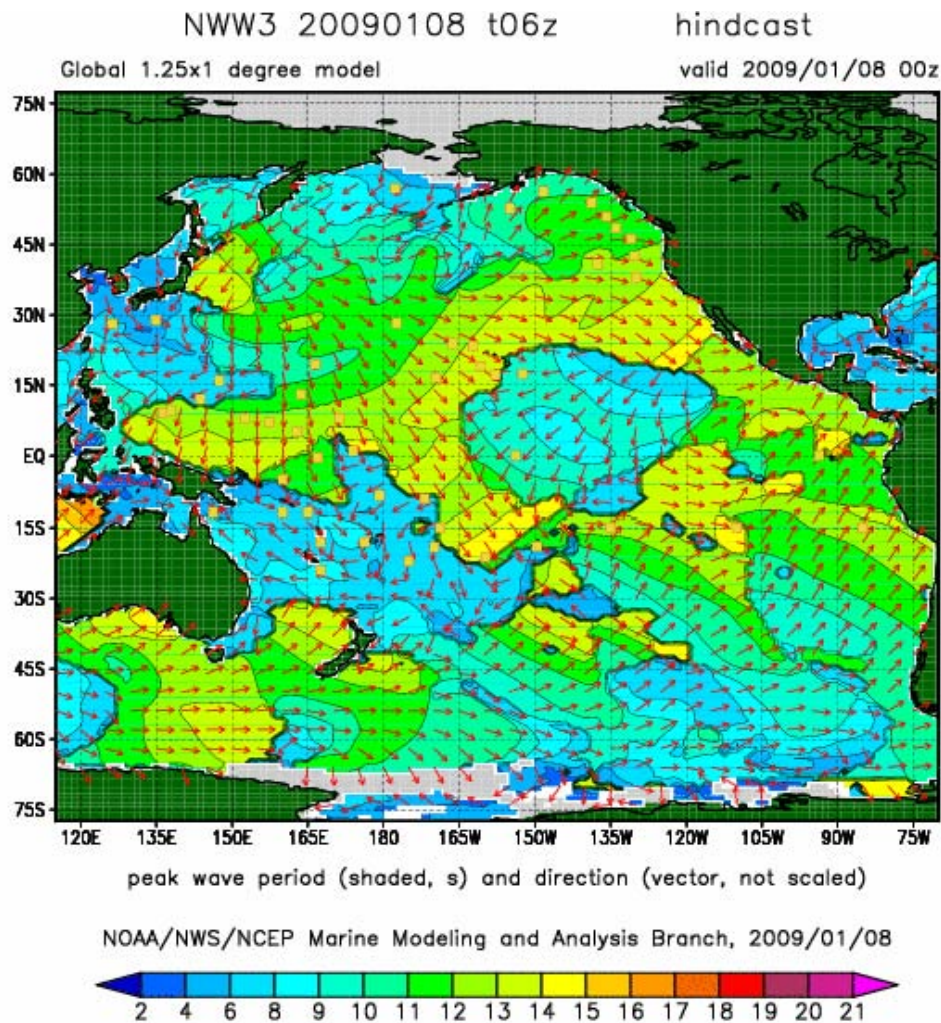 NWW3 20090108 t06z hindcast
Global 1.25x1 degree model valid 2009/01/08 00z
75N
60N
45N
30N
15N
EQ
15S
30S
45S
60S
75S
120E 135E 150E 165E 180 165W 150W 135W 120W 105W 90W 75W
peak wave period (shaded, s) and direction (vector, not scaled)
NOAA/NWS/NCEP Marine Modeling and Analysis Branch, 2009/01/08
2 4 6 8 9 10 11 12 13 14 15 16 17 18 19 20 21